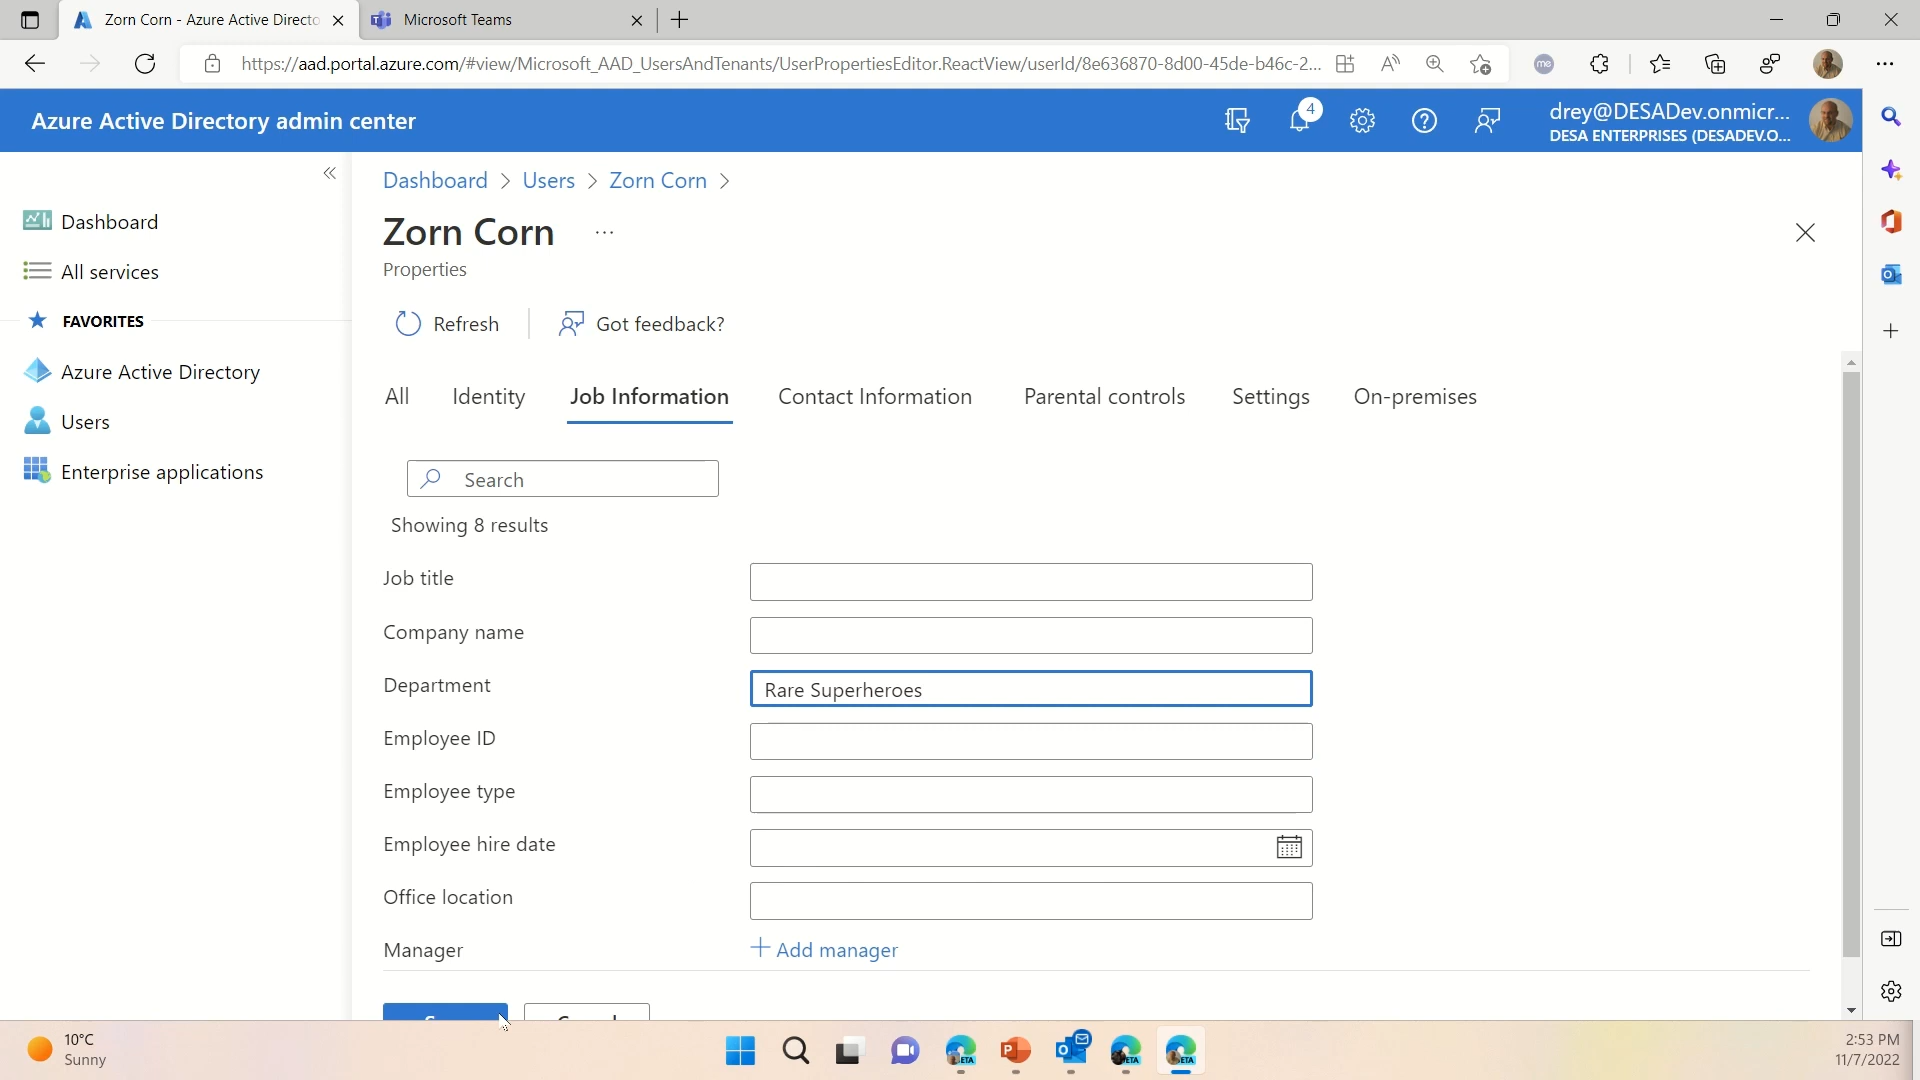 Zorn Corn - Azure Active Directo
Microsoft Teams
https://aad.portal.azure.com/#view/Microsoft_AAD_UsersAndTenants/UserPropertiesEditor.ReactView/userId/8e636870-8d00-45de-b46c-2...
me
Azure Active Directory admin center
4
drey@DESADev.onmicr...
DESA ENTERPRISES (DESADEV.O...
Dashboard
All services
FAVORITES
Azure Active Directory
Users
Enterprise applications
Dashboard > Users > Zorn Corn >
Zorn Corn ...
Properties
Refresh
Got feedback?
All
Identity
Job Information
Contact Information
Parental controls
Settings
On-premises
Search
Showing 8 results
Job title
Company name
Department
Rare Superheroes
Employee ID
Employee type
Employee hire date
Office location
Manager
+ Add manager
10°C
Sunny
2:53 PM
11/7/2022